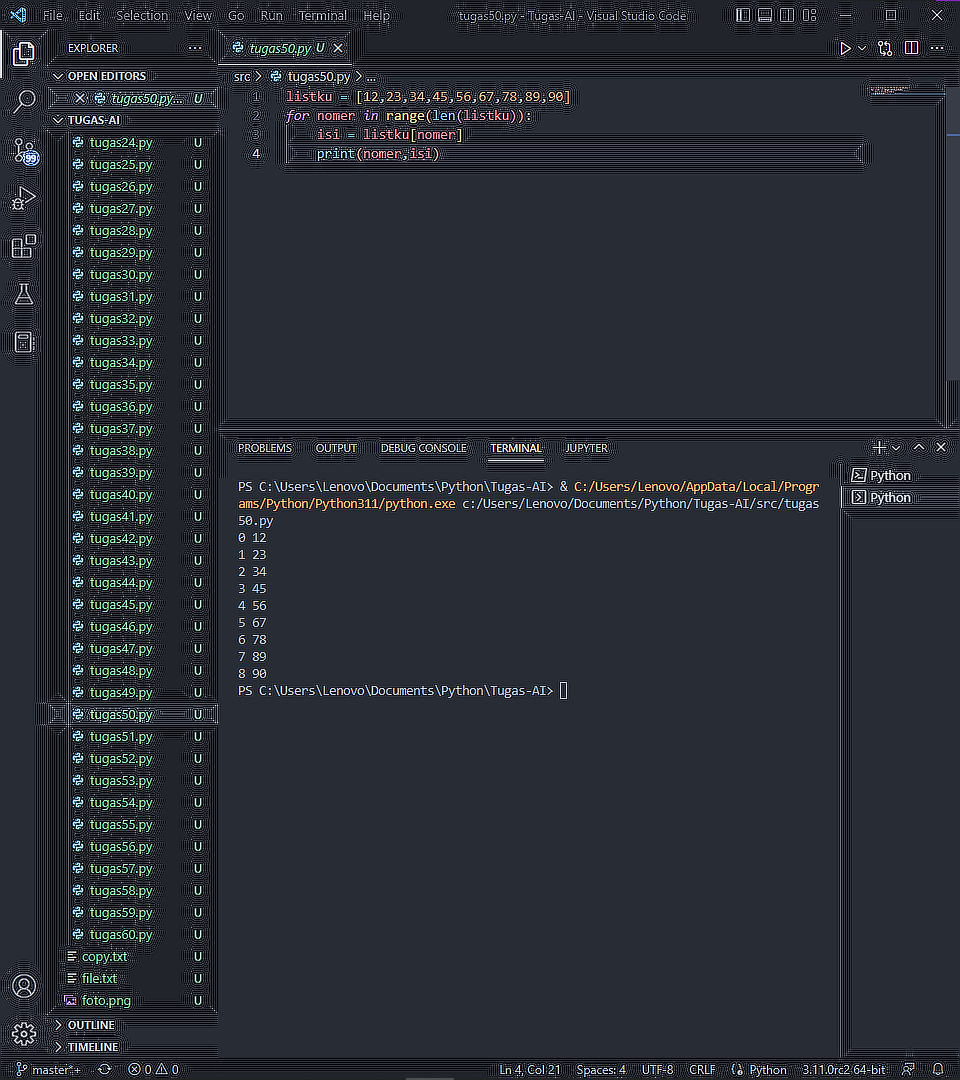 File Edit Selection View Go Run Terminal Help tugas50.py - Tugas-AI - Visual Studio Code
EXPLORER
OPEN EDITORS
tugas50.py... U
TUGAS-AI
tugas24.py U
tugas25.py U
tugas26.py U
tugas27.py U
tugas28.py U
tugas29.py U
tugas30.py U
tugas31.py U
tugas32.py U
tugas33.py U
tugas34.py U
tugas35.py U
tugas36.py U
tugas37.py U
tugas38.py U
tugas39.py U
tugas40.py U
tugas41.py U
tugas42.py U
tugas43.py U
tugas44.py U
tugas45.py U
tugas46.py U
tugas47.py U
tugas48.py U
tugas49.py U
tugas50.py U
tugas51.py U
tugas52.py U
tugas53.py U
tugas54.py U
tugas55.py U
tugas56.py U
tugas57.py U
tugas58.py U
tugas59.py U
tugas60.py U
copy.txt U
file.txt U
foto.png U
OUTLINE
TIMELINE
99
tugas50.py U
src > tugas50.py > ...
1 listku = [12,23,34,45,56,67,78,89,90]
2 for nomer in range(len(listku)):
3 isi = listku[nomer]
4 print(nomer,isi)
PROBLEMS OUTPUT DEBUG CONSOLE TERMINAL JUPYTER
PS C:\Users\Lenovo\Documents\Python\Tugas-AI> & C:/Users/Lenovo/AppData/Local/Progr
ams/Python/Python311/python.exe c:/Users/Lenovo/Documents/Python/Tugas-AI/src/tugas
50.py
0 12
1 23
2 34
3 45
4 56
5 67
6 78
7 89
8 90
PS C:\Users\Lenovo\Documents\Python\Tugas-AI>
Python
Python
master*+ 0 0 Ln 4, Col 21 Spaces: 4 UTF-8 CRLF Python 3.11.0rc2 64-bit